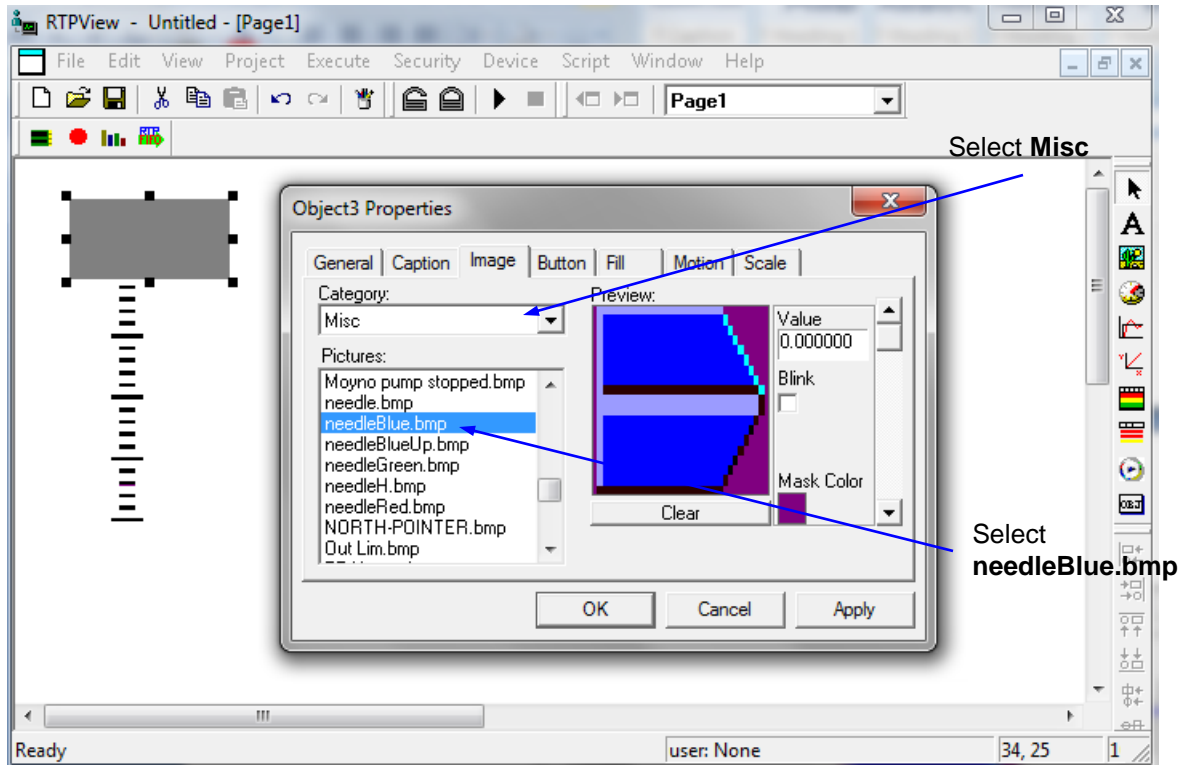 RTPView - Untitled - [Page1]
File Edit View Project Execute Security Device Script Window Help
Page1
RTP
Select Misc
Object3 Properties
General Caption Image Button Fill Motion Scale
Category:
Misc
Preview:
Value
0.000000
Pictures:
Blink
Moyno pump stopped.bmp
needle.bmp
needleBlue.bmp
needleBlueUp.bmp
needleGreen.bmp
needleH.bmp
needleRed.bmp
NORTH-POINTER.bmp
Out Lim.bmp
Mask Color
Clear
OK Cancel Apply
A
OBJ
Select
needleBlue.bmp
Ready
user: None
34, 25
1